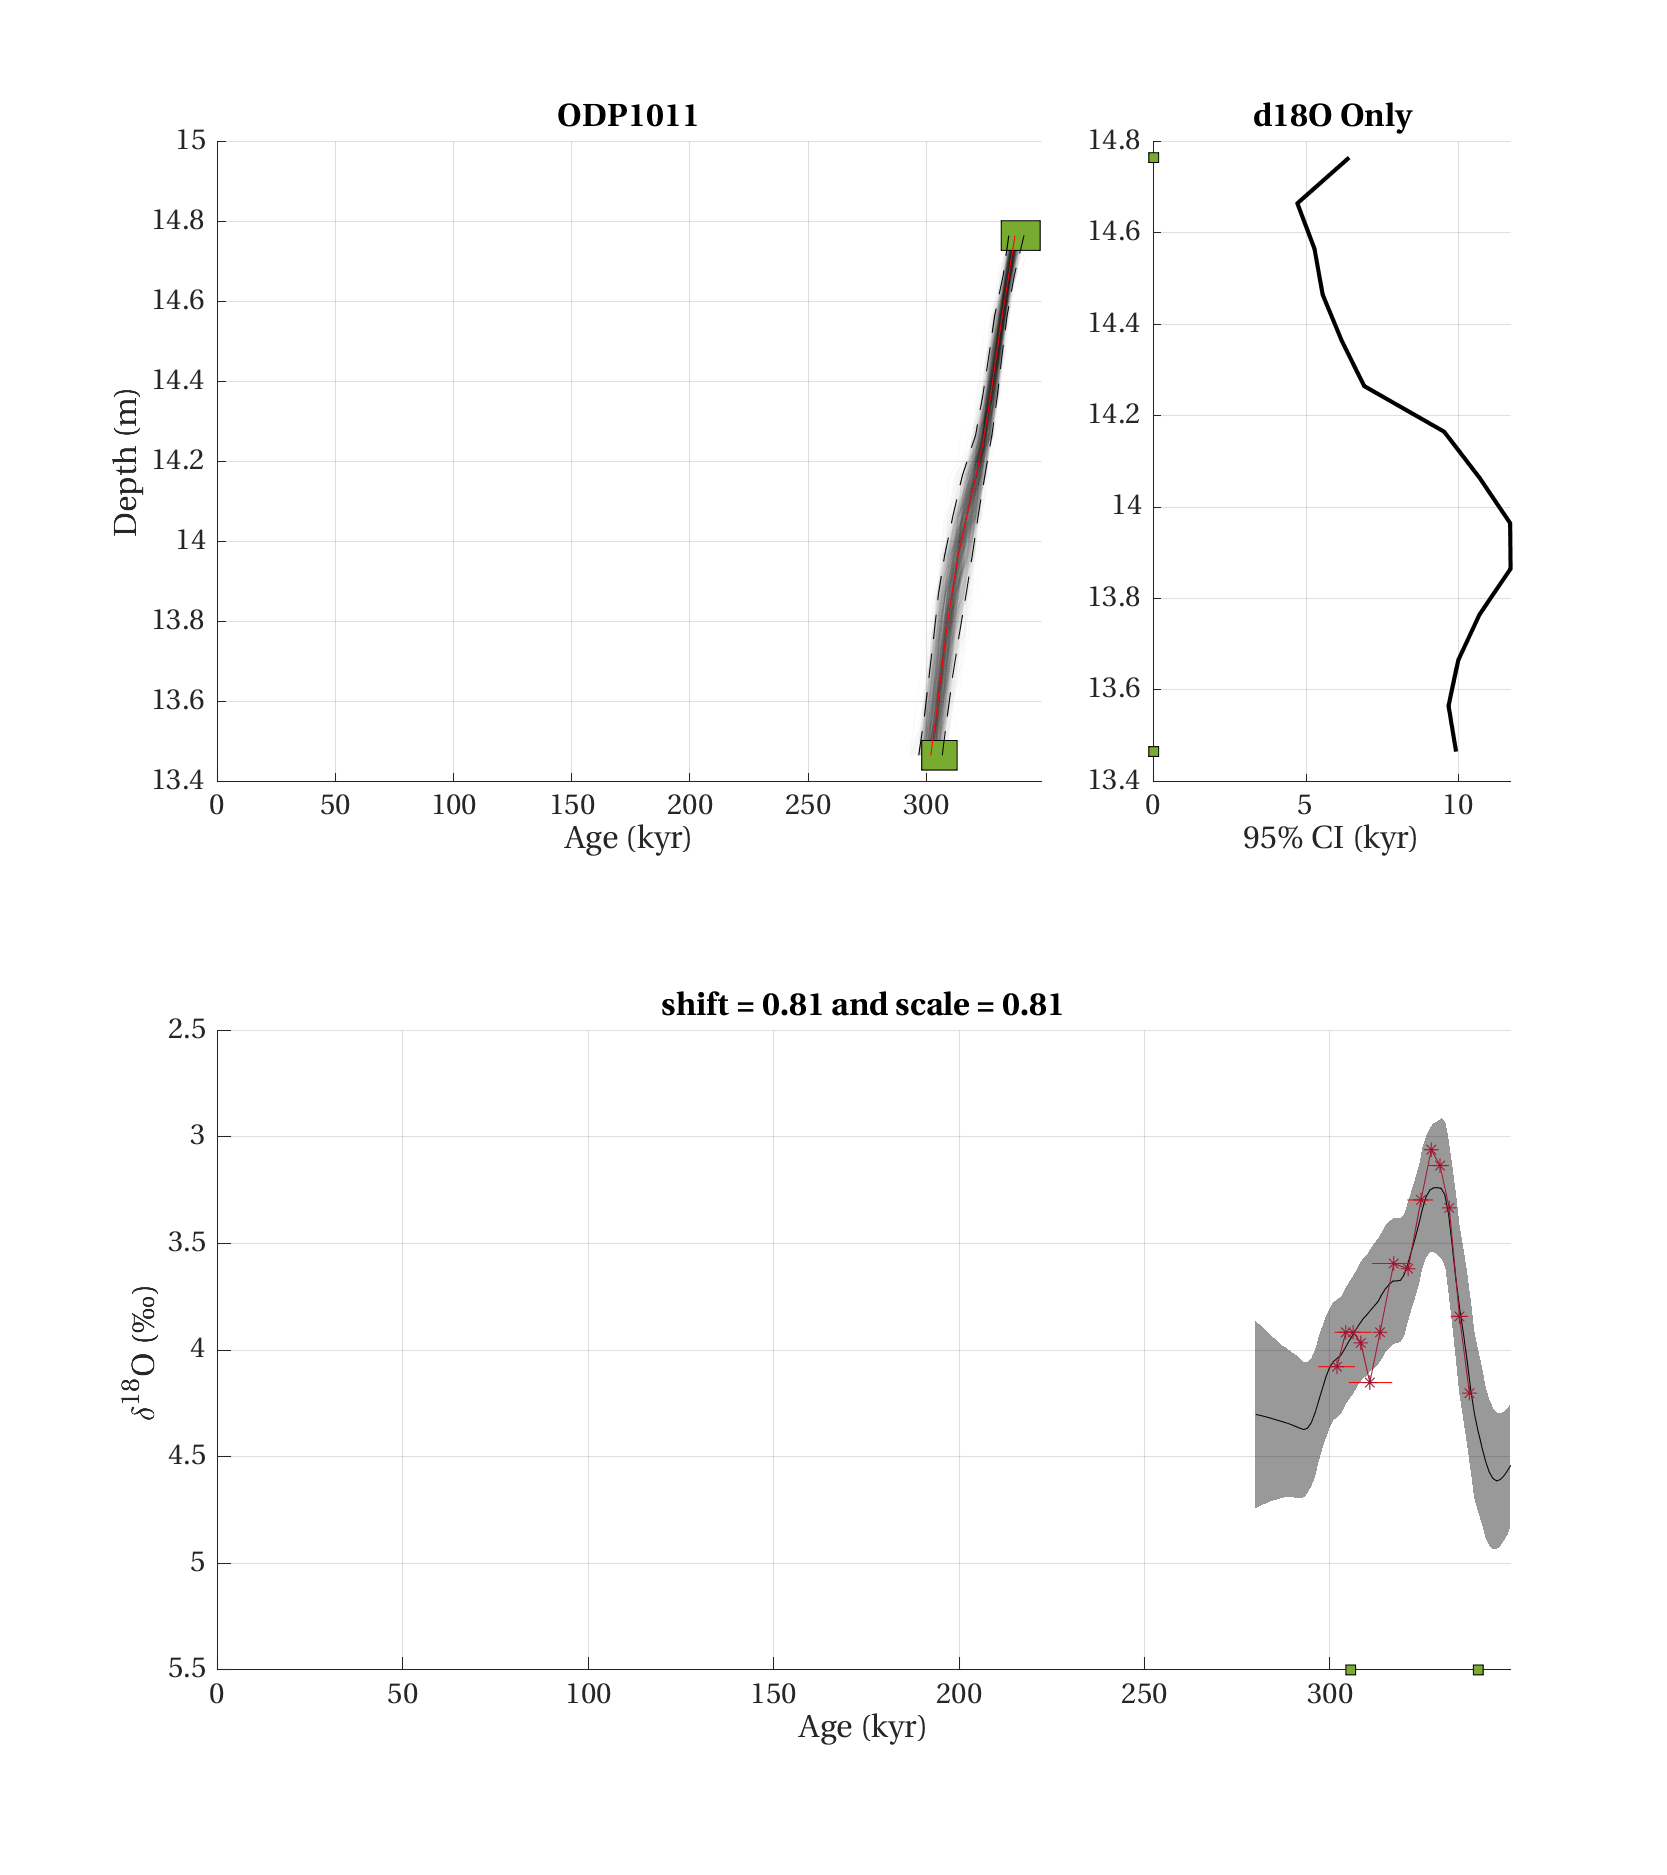 ODP1011
15
14.8
14.6
14.4
14.2
14
13.8
13.6
13.4
Depth (m)
0 50 100 150 200 250 300
Age (kyr)
d18O Only
14.8
14.6
14.4
14.2
14
13.8
13.6
13.4
0 5 10
95% CI (kyr)
shift = 0.81 and scale = 0.81
2.5
3
3.5
4
4.5
5
5.5
δ¹⁸O (‰)
0 50 100 150 200 250 300
Age (kyr)